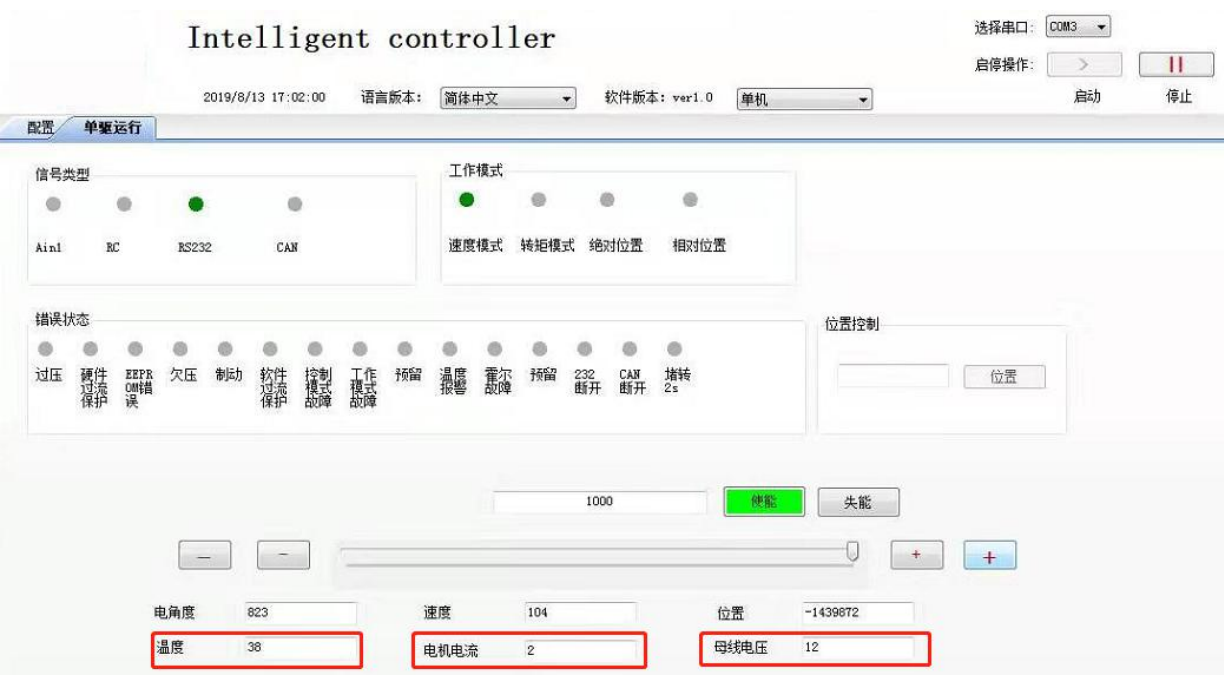 Intelligent controller
选择串口: COM3
启停操作: >
启动 停止
2019/8/13 17:02:00 语言版本: 简体中文 软件版本: ver1.0 单机
配置 单驱运行
信号类型
Ain1 RC RS232 CAN
工作模式
速度模式 转矩模式 绝对位置 相对位置
错误状态
过压 硬件过流保护 EEPROM错误 欠压 制动 软件过流保护 控制模式故障 工作模式故障 预留 温度报警 霍尔故障 预留 232断开 CAN断开 堵转2s
位置控制
位置
1000 使能 失能
— - + +
电角度 823 速度 104 位置 -1439872
温度 38 电机电流 2 母线电压 12